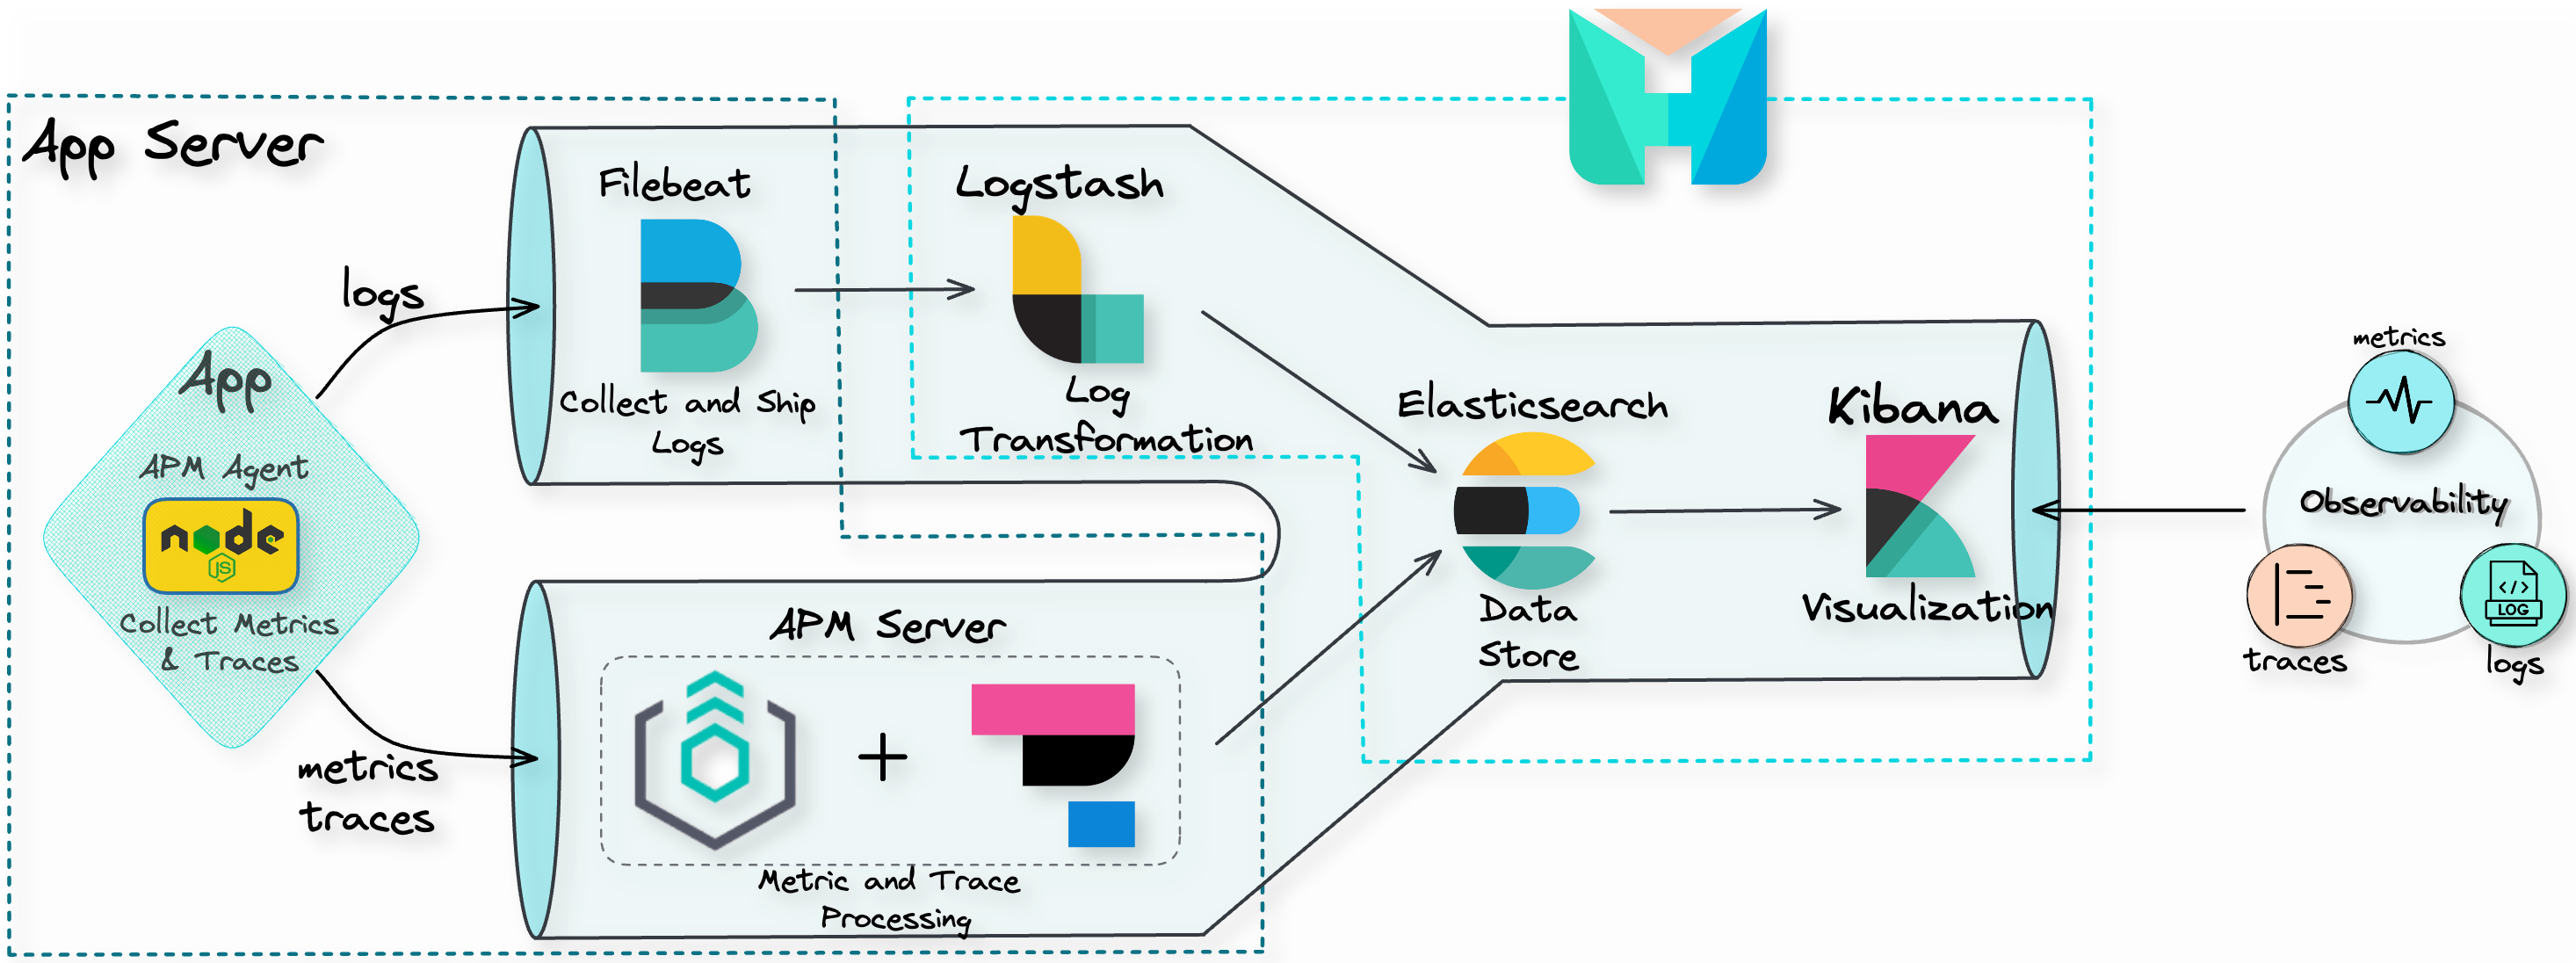 App Server
logs
App
APM Agent
node
JS
Collect Metrics
& Traces
metrics
traces
Filebeat
Collect and Ship
Logs
Logstash
Log
Transformation
APM Server
+
Metric and Trace
Processing
Elasticsearch
Data
Store
Kibana
Visualization
metrics
Observability
traces
</>
LOG
logs